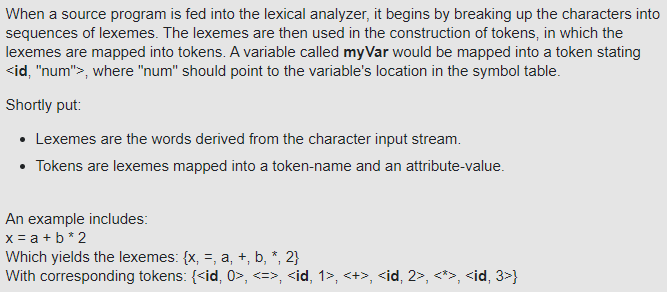 When a source program is fed into the lexical analyzer, it begins by breaking up the characters into
sequences of lexemes. The lexemes are then used in the construction of tokens, in which the
lexemes are mapped into tokens. A variable called myVar would be mapped into a token stating
<id, "num">, where "num" should point to the variable's location in the symbol table.
Shortly put:
• Lexemes are the words derived from the character input stream.
• Tokens are lexemes mapped into a token-name and an attribute-value.
An example includes:
x = a + b * 2
Which yields the lexemes: {x, =, a, +, b, *, 2}
With corresponding tokens: {<id, 0>, <=>, <id, 1>, <+>, <id, 2>, <*>, <id, 3>}